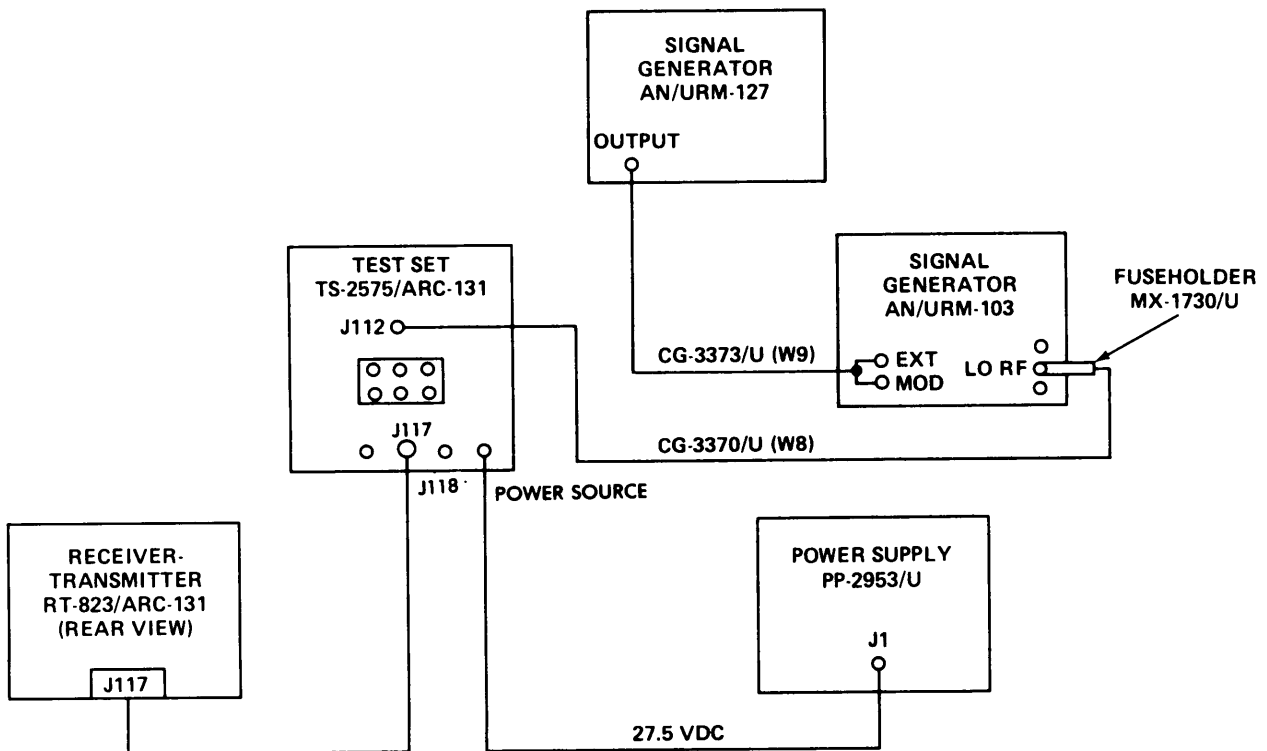 SIGNAL
GENERATOR
AN/URM-127
OUTPUT
TEST SET
TS-2575/ARC-131
J112
J117
J118
POWER SOURCE
SIGNAL
GENERATOR
AN/URM-103
EXT
MOD
LO RF
FUSEHOLDER
MX-1730/U
CG-3373/U (W9)
CG-3370/U (W8)
RECEIVER-
TRANSMITTER
RT-823/ARC-131
(REAR VIEW)
J117
POWER SUPPLY
PP-2953/U
J1
27.5 VDC